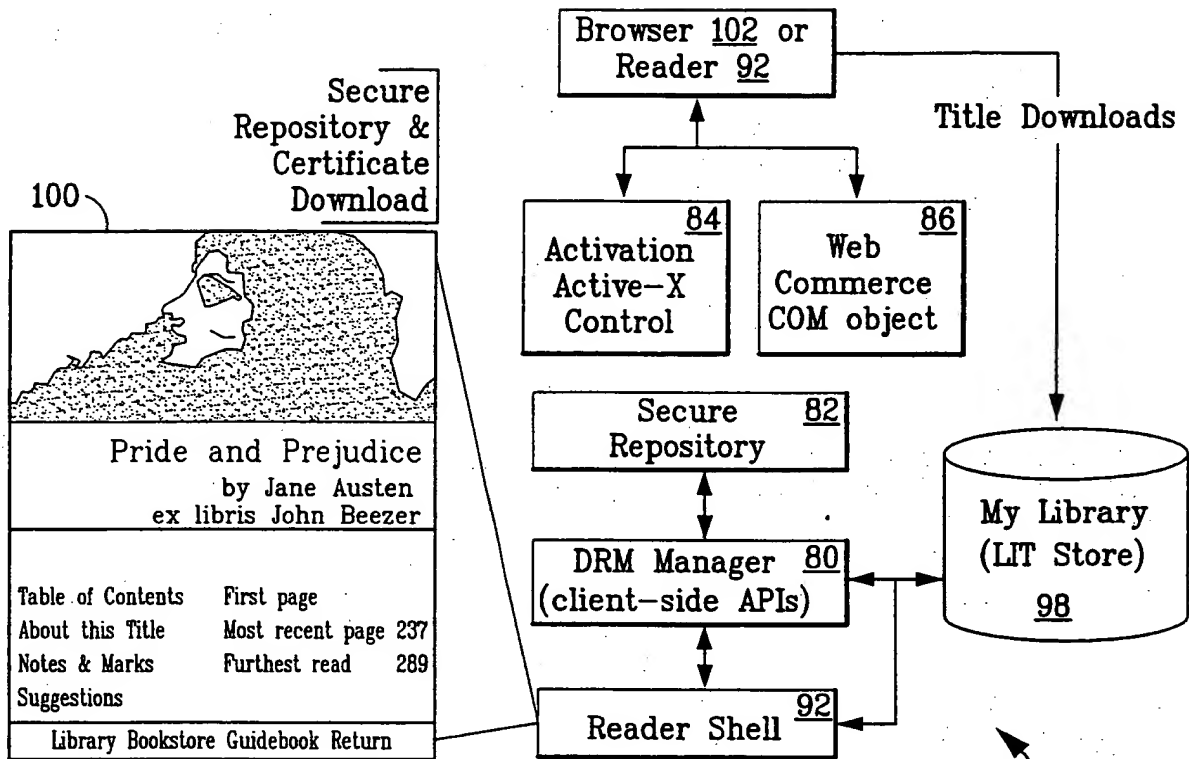 Browser 102 or
Reader 92
Title Downloads
Secure
Repository &
Certificate
Download
100
84
Activation
Active-X
Control
86
Web
Commerce
COM object
Pride and Prejudice
by Jane Austen
ex libris John Beezer
Table of Contents First page
About this Title Most recent page 237
Notes & Marks Furthest read 289
Suggestions
Library Bookstore Guidebook Return
Secure 82
Repository
DRM Manager 80
(client-side APIs)
92
Reader Shell
My Library
(LIT Store)
98